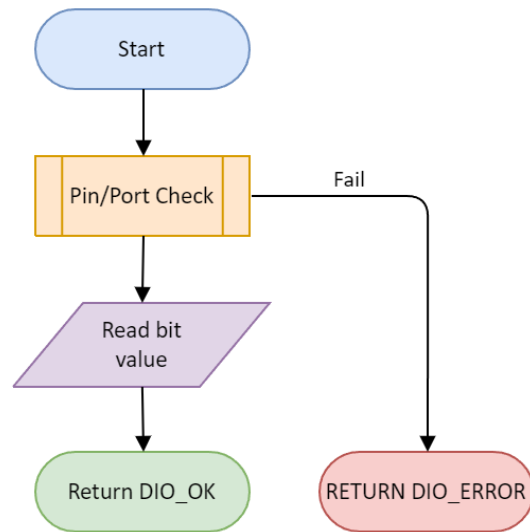 Start
Pin/Port Check
Fail
Read bit
value
Return DIO_OK
RETURN DIO_ERROR